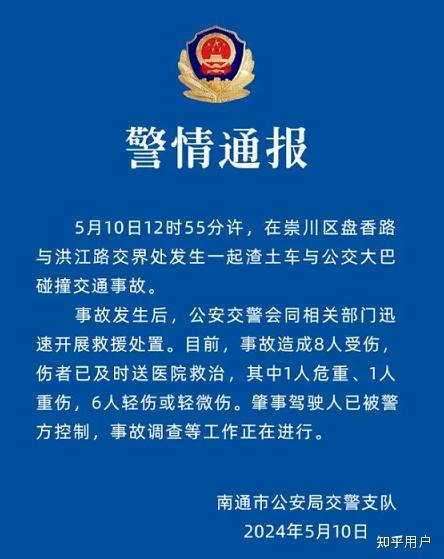 警情通报
5月10日12时55分许，在崇川区盘香路
与洪江路交界处发生一起渣土车与公交大巴
碰撞交通事故。
事故发生后，公安交警会同相关部门迅
速开展救援处置。目前，事故造成8人受伤，
伤者已及时送医院救治，其中1人危重、1人
重伤，6人轻伤或轻微伤。肇事驾驶人已被警
方控制，事故调查等工作正在进行。
南通市公安局交警支队
2024年5月10日
知乎用户